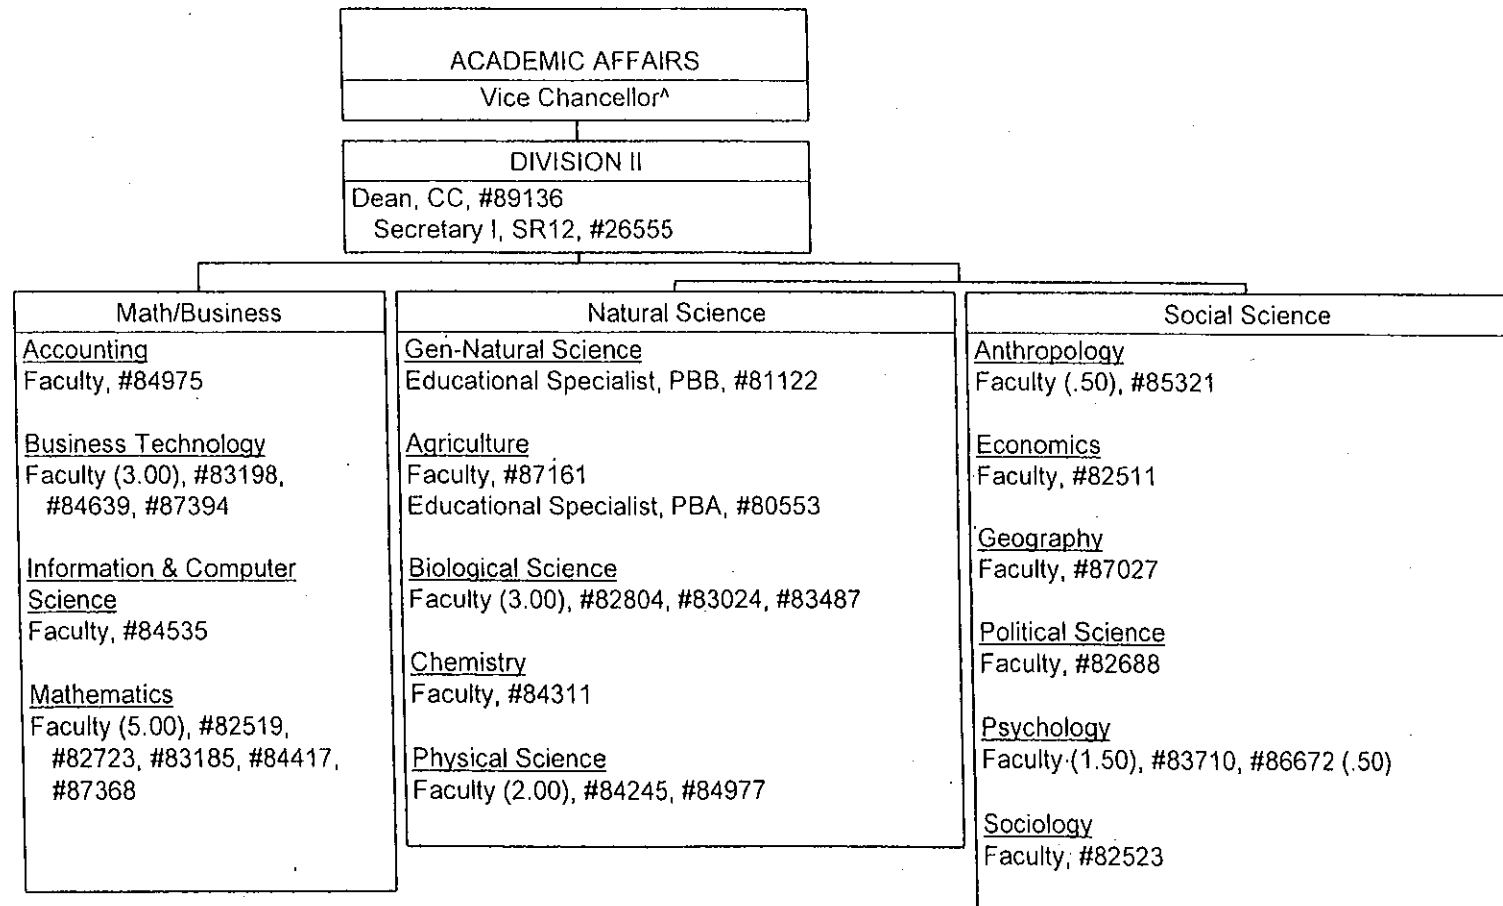 ACADEMIC AFFAIRS
Vice Chancellor^
DIVISION II
Dean, CC, #89136
Secretary I, SR12, #26555
Math/Business
Accounting
Faculty, #84975
Business Technology
Faculty (3.00), #83198,
#84639, #87394
Information & Computer
Science
Faculty, #84535
Mathematics
Faculty (5.00), #82519,
#82723, #83185, #84417,
#87368
Natural Science
Gen-Natural Science
Educational Specialist, PBB, #81122
Agriculture
Faculty, #87161
Educational Specialist, PBA, #80553
Biological Science
Faculty (3.00), #82804, #83024, #83487
Chemistry
Faculty, #84311
Physical Science
Faculty (2.00), #84245, #84977
Social Science
Anthropology
Faculty (.50), #85321
Economics
Faculty, #82511
Geography
Faculty, #87027
Political Science
Faculty, #82688
Psychology
Faculty (1.50), #83710, #86672 (.50)
Sociology
Faculty, #82523